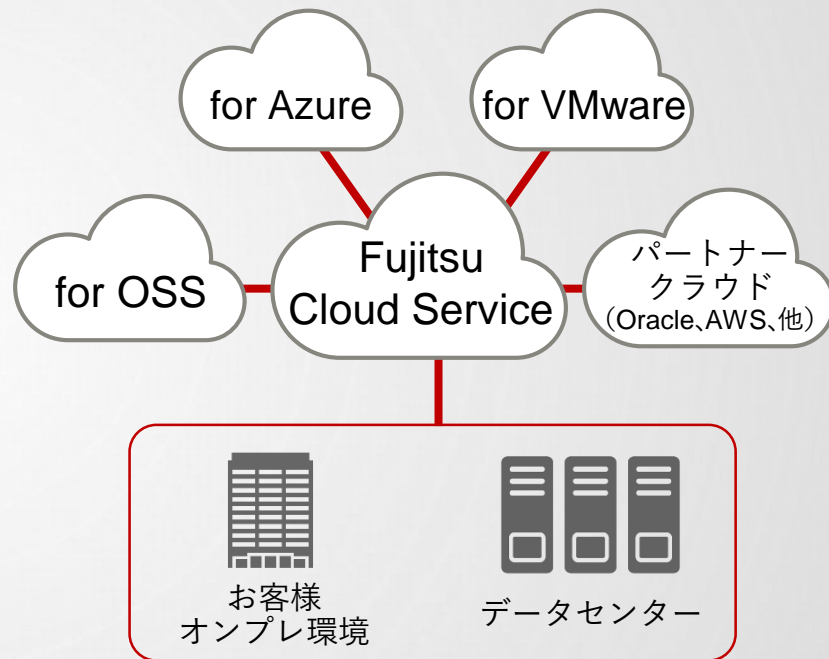 for Azure
for VMware
for OSS
Fujitsu
Cloud Service
パートナー
クラウド
（Oracle、AWS、他）
お客様
オンプレ環境
データセンター